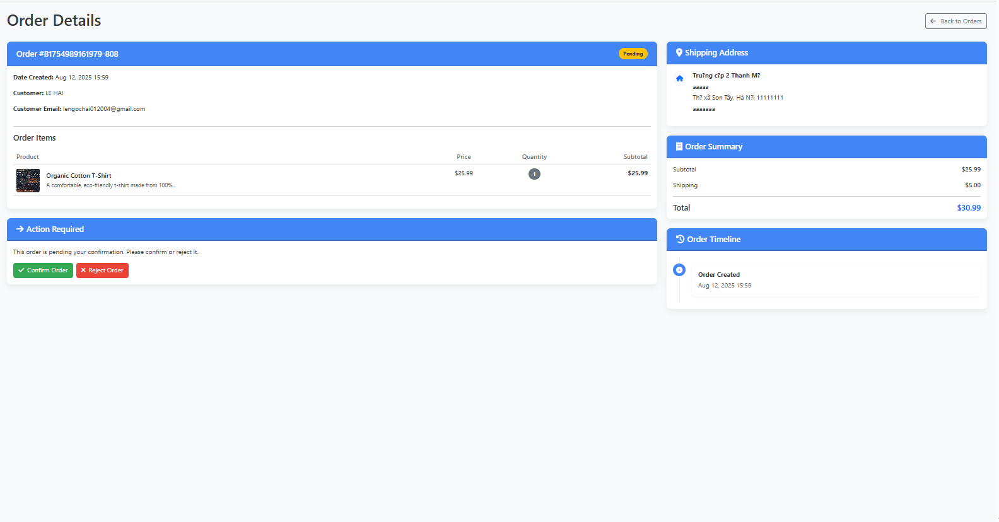 Order Details
Back to Orders
Order #B1754989161979-808
Pending
Date Created: Aug 12, 2025 15:59
Customer: LE HAI
Customer Email: lengochai012004@gmail.com
Order Items
Product Price Quantity Subtotal
Organic Cotton T-Shirt $25.99 1 $25.99
A comfortable, eco-friendly t-shirt made from 100%...
Action Required
This order is pending your confirmation. Please confirm or reject it.
Confirm Order Reject Order
Shipping Address
Tru?ng c?p 2 Thanh M?
aaaaa
Th? xã Son Tây, Hà N?i 11111111
aaaaaaa
Order Summary
Subtotal $25.99
Shipping $5.00
Total $30.99
Order Timeline
Order Created
Aug 12, 2025 15:59